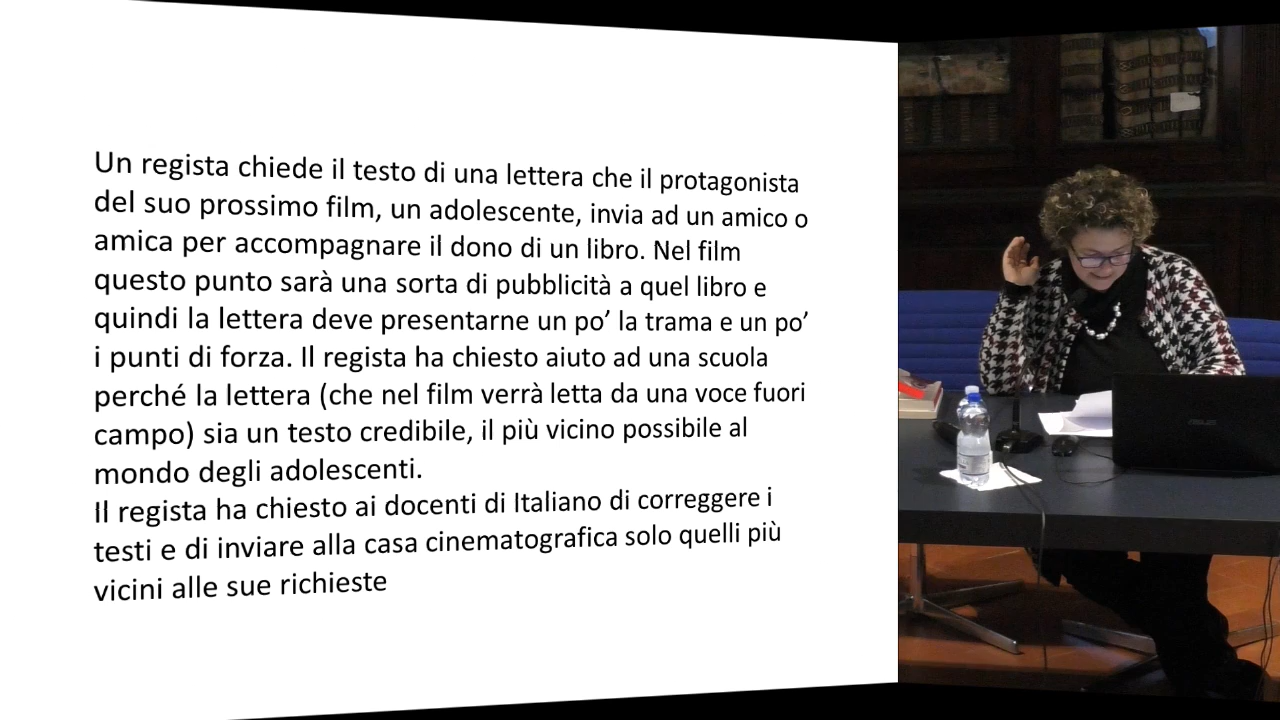 Un regista chiede il testo di una lettera che il protagonista
del suo prossimo film, un adolescente, invia ad un amico o
amica per accompagnare il dono di un libro. Nel film
questo punto sarà una sorta di pubblicità a quel libro e
quindi la lettera deve presentarne un po’ la trama e un po’
i punti di forza. Il regista ha chiesto aiuto ad una scuola
perché la lettera (che nel film verrà letta da una voce fuori
campo) sia un testo credibile, il più vicino possibile al
mondo degli adolescenti.
Il regista ha chiesto ai docenti di Italiano di correggere i
testi e di inviare alla casa cinematografica solo quelli più
vicini alle sue richieste
ASUS